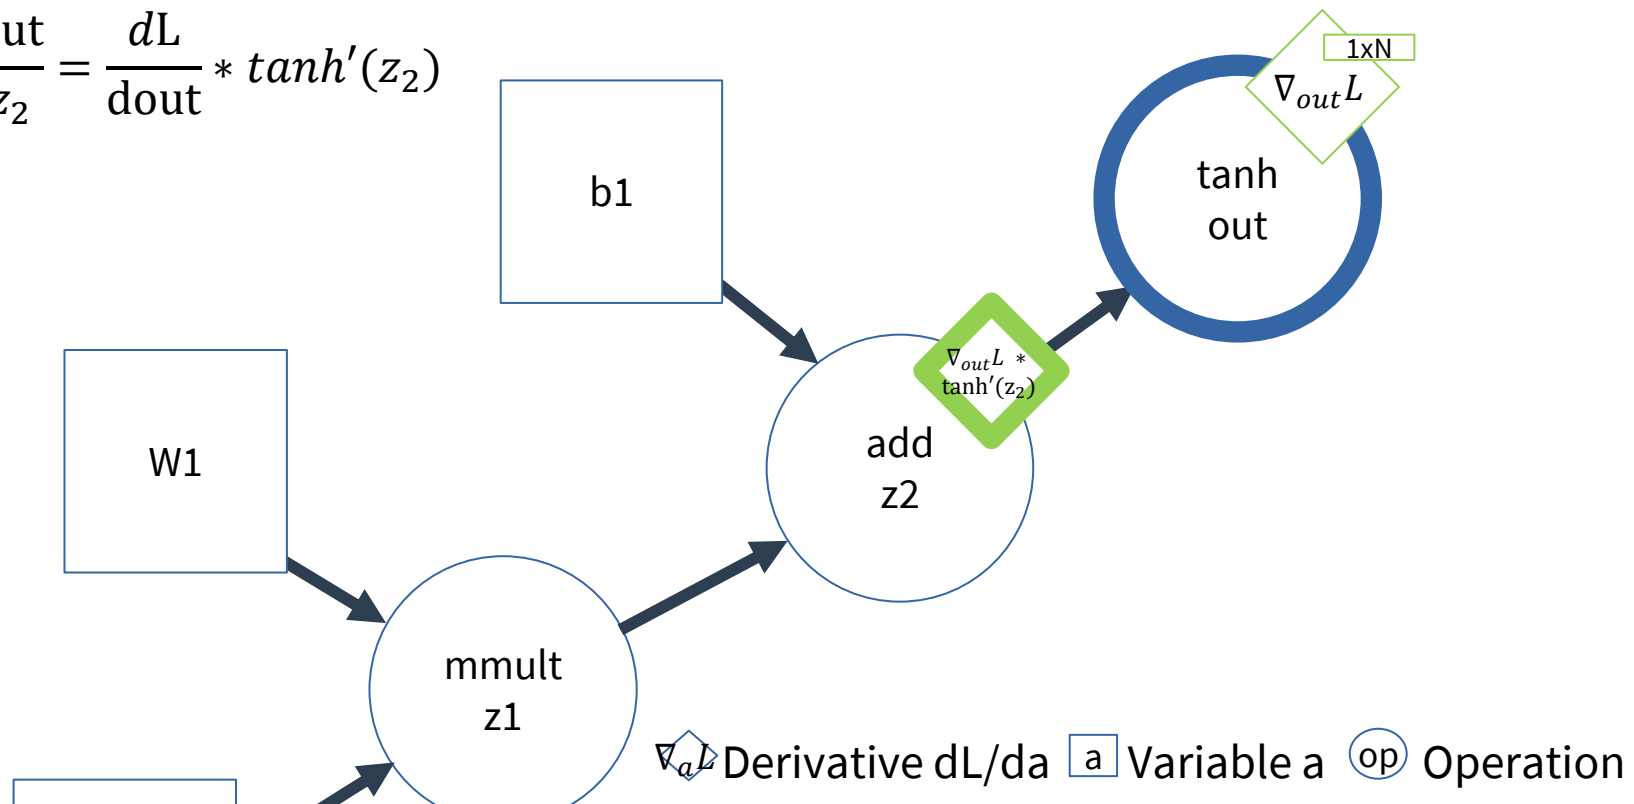 ut/z₂ = dL/dout * tanh′(z₂)
1xN
∇outL
tanh
out
b1
∇outL *
tanh′(z₂)
add
z2
W1
mmult
z1
∇aL Derivative dL/da a Variable a op Operation